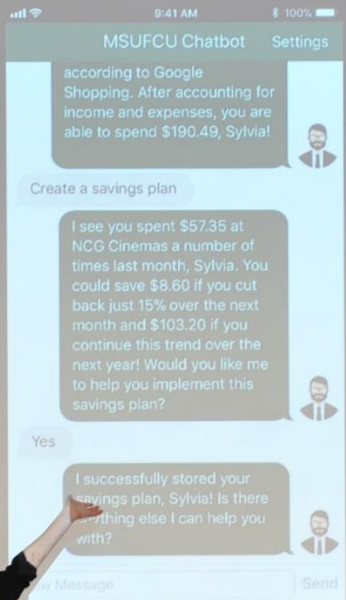 9:41 AM 100%
MSUFCU Chatbot Settings
according to Google
Shopping. After accounting for
income and expenses, you are
able to spend $190.49, Sylvia!
Create a savings plan
I see you spent $57.35 at
NCG Cinemas a number of
times last month, Sylvia. You
could save $8.60 if you cut
back just 15% over the next
month and $103.20 if you
continue this trend over the
next year! Would you like me
to help you implement this
savings plan?
Yes
I successfully stored your
savings plan, Sylvia! Is there
else I can help you
with?
Message Send